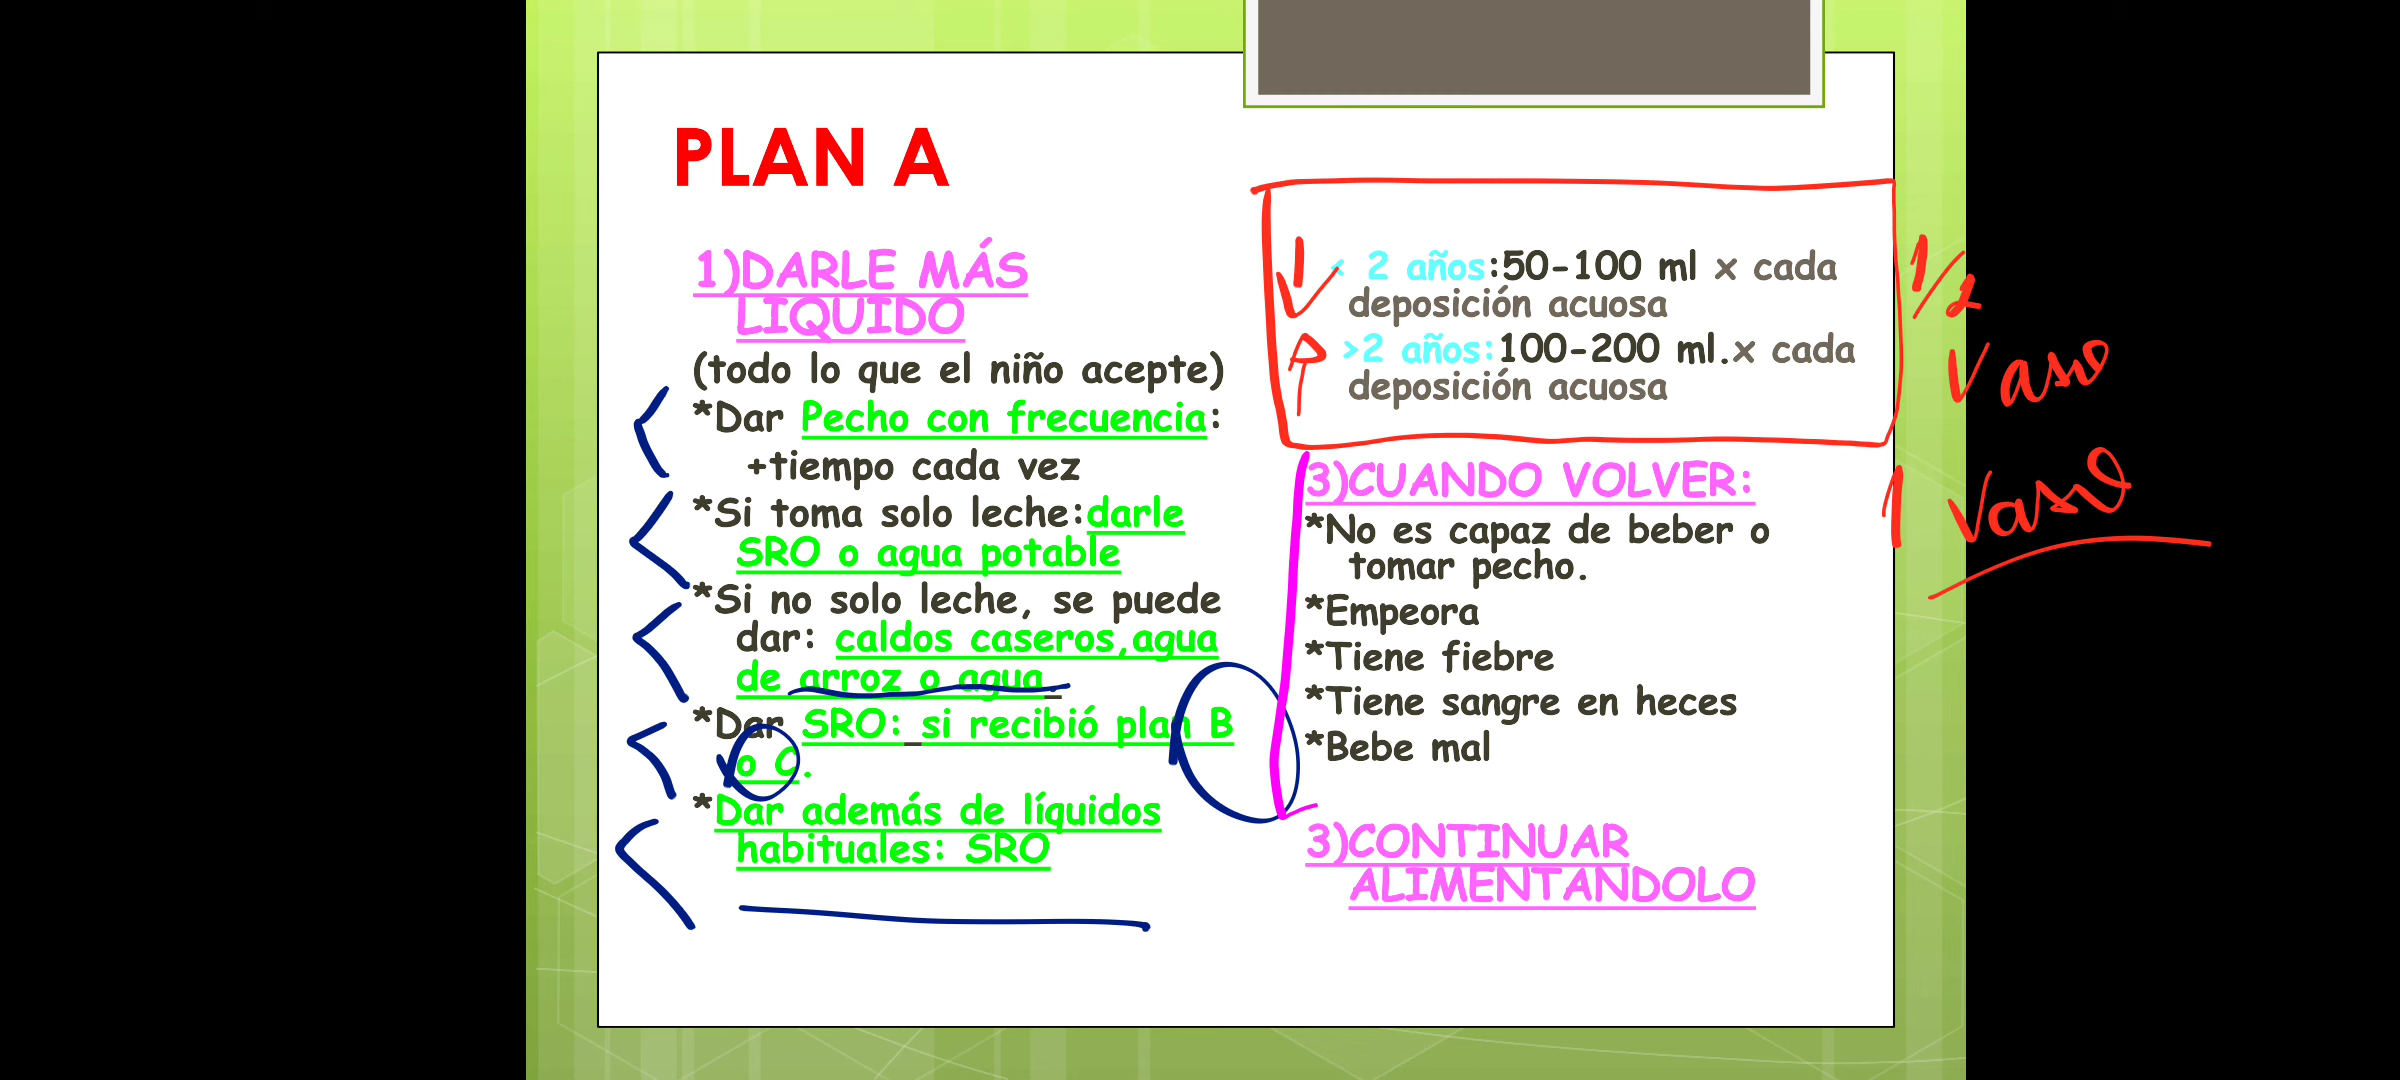 PLAN A
1)DARLE MÁS
LIQUIDO
(todo lo que el niño acepte)
*Dar Pecho con frecuencia:
+tiempo cada vez
*Si toma solo leche:darle
SRO o agua potable
*Si no solo leche, se puede
dar: caldos caseros,agua
de arroz o agua
*Dar SRO: si recibió plan B
o C.
*Dar además de líquidos
habituales: SRO
< 2 años:50-100 ml x cada
deposición acuosa
>2 años:100-200 ml.x cada
deposición acuosa
1/2
vaso
1 vaso
3)CUANDO VOLVER:
*No es capaz de beber o
tomar pecho.
*Empeora
*Tiene fiebre
*Tiene sangre en heces
*Bebe mal
3)CONTINUAR
ALIMENTANDOLO